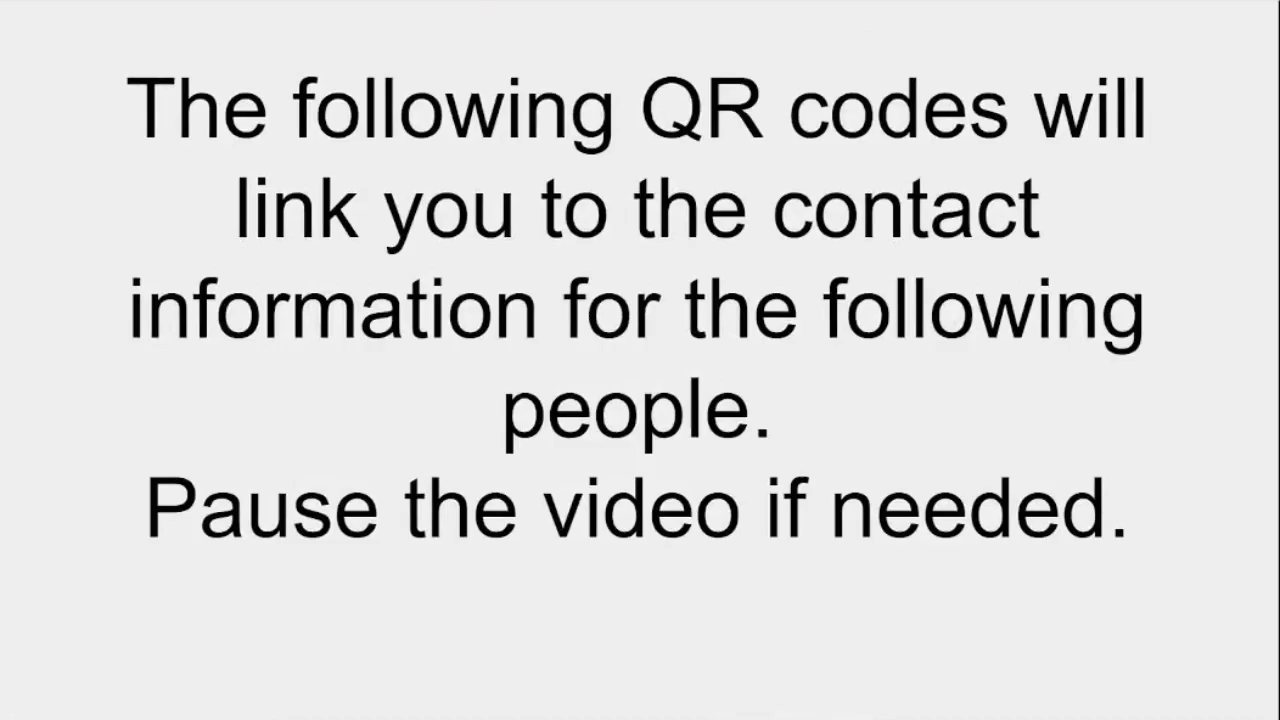 The following QR codes will
link you to the contact
information for the following
people.
Pause the video if needed.